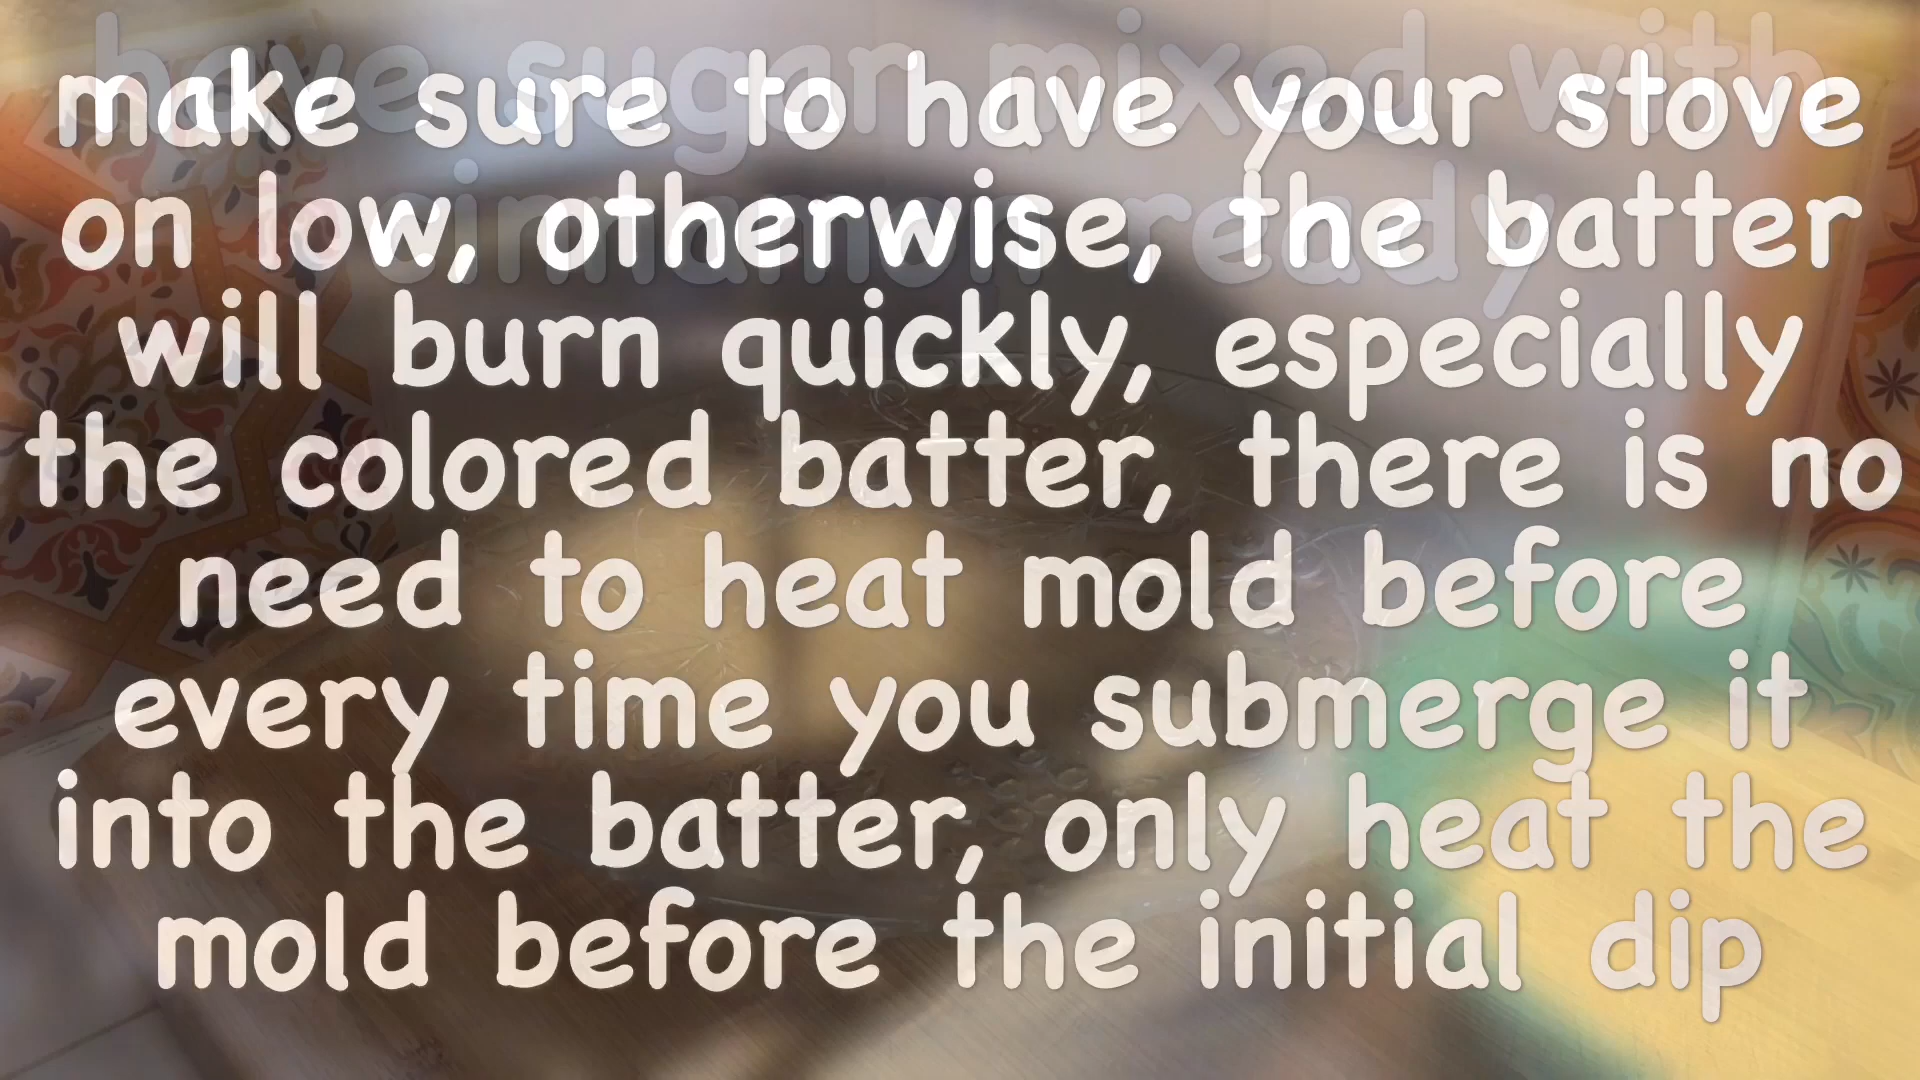 have sugar mixed with
cinnamon ready
make sure to have your stove
on low, otherwise, the batter
will burn quickly, especially
the colored batter, there is no
need to heat mold before
every time you submerge it
into the batter, only heat the
mold before the initial dip